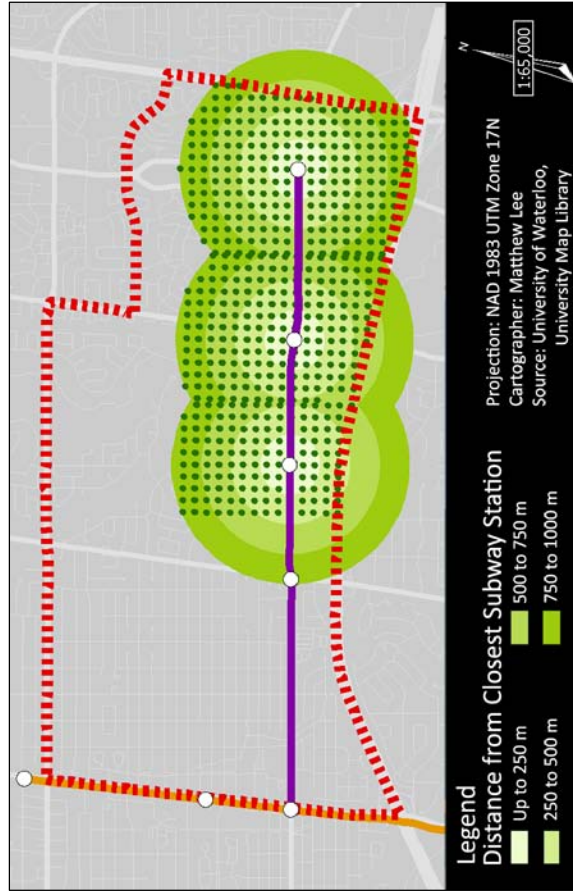 Legend
Distance from Closest Subway Station
Up to 250 m
250 to 500 m
500 to 750 m
750 to 1000 m
Projection: NAD 1983 UTM Zone 17N
Cartographer: Matthew Lee
Source: University of Waterloo,
University Map Library
N
1:65,000